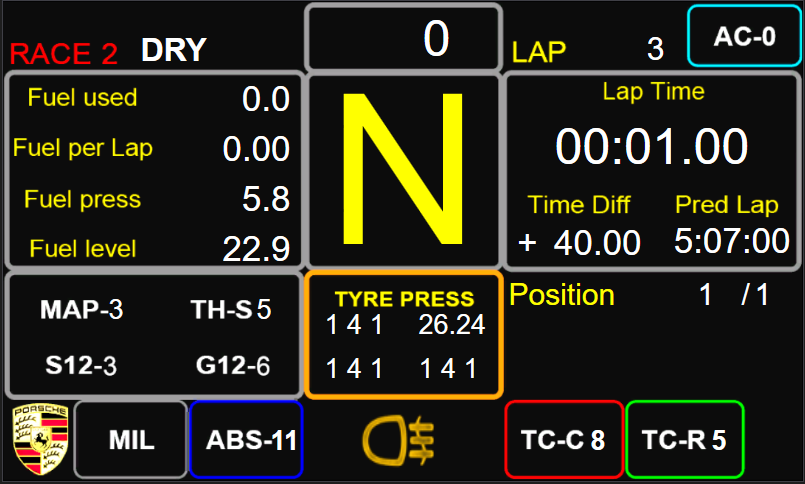 RACE 2 DRY 0 LAP 3 AC-0
Fuel used 0.0
Fuel per Lap 0.00
Fuel press 5.8
Fuel level 22.9
N
Lap Time
00:01.00
Time Diff Pred Lap
+ 40.00 5:07:00
MAP-3 TH-S 5
S12-3 G12-6
TYRE PRESS
1 4 1 26.24
1 4 1 1 4 1
Position 1 / 1
PORSCHE
MIL
ABS-11
TC-C 8
TC-R 5